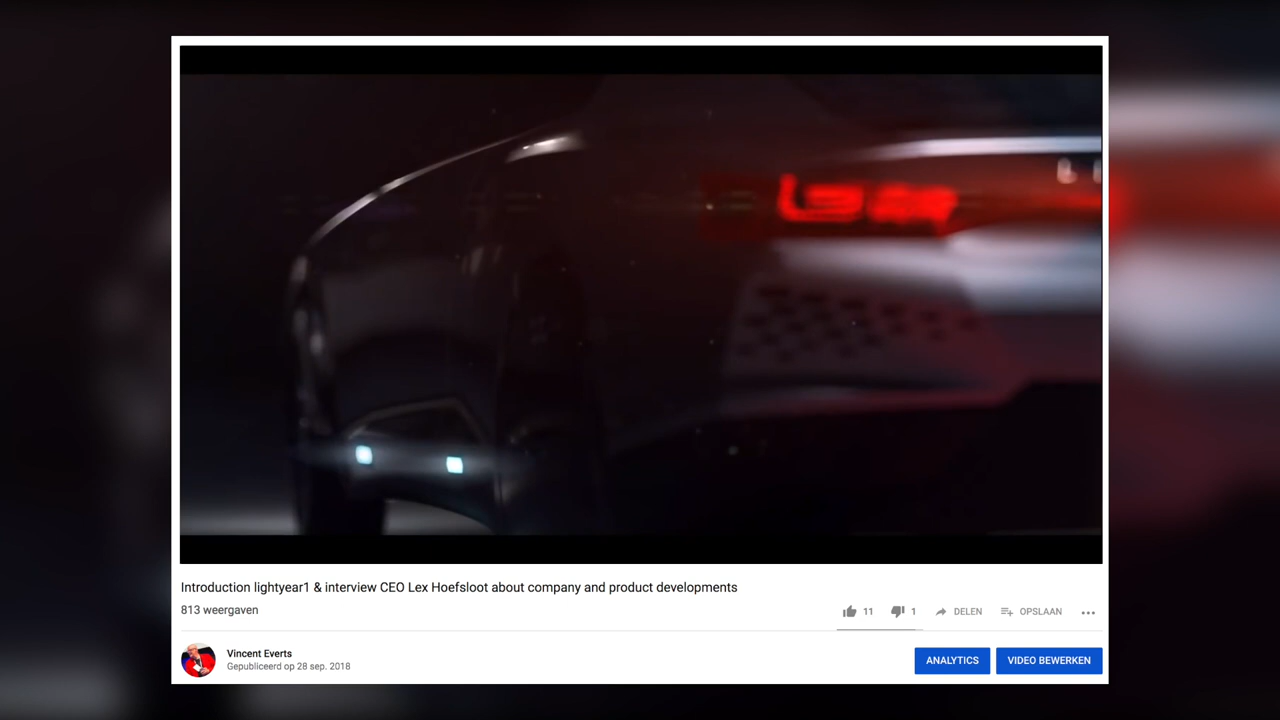 Introduction lightyear1 & interview CEO Lex Hoefsloot about company and product developments
813 weergaven
11
1
DELEN
OPSLAAN
Vincent Everts
Gepubliceerd op 28 sep. 2018
ANALYTICS
VIDEO BEWERKEN